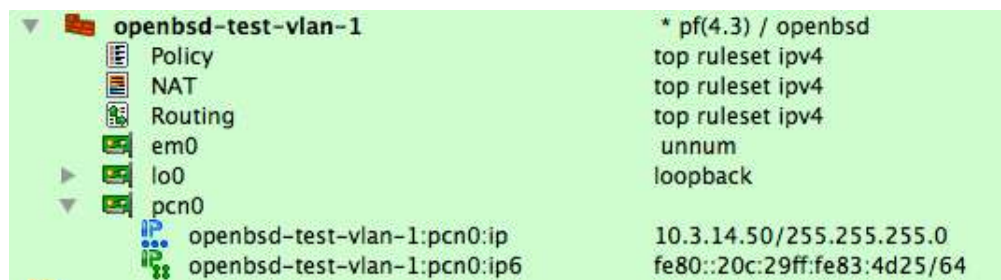 openbsd-test-vlan-1 * pf(4.3) / openbsd
Policy top ruleset ipv4
NAT top ruleset ipv4
Routing top ruleset ipv4
em0 unnum
lo0 loopback
pcn0
IP openbsd-test-vlan-1:pcn0:ip 10.3.14.50/255.255.255.0
IP openbsd-test-vlan-1:pcn0:ip6 fe80::20c:29ff:fe83:4d25/64